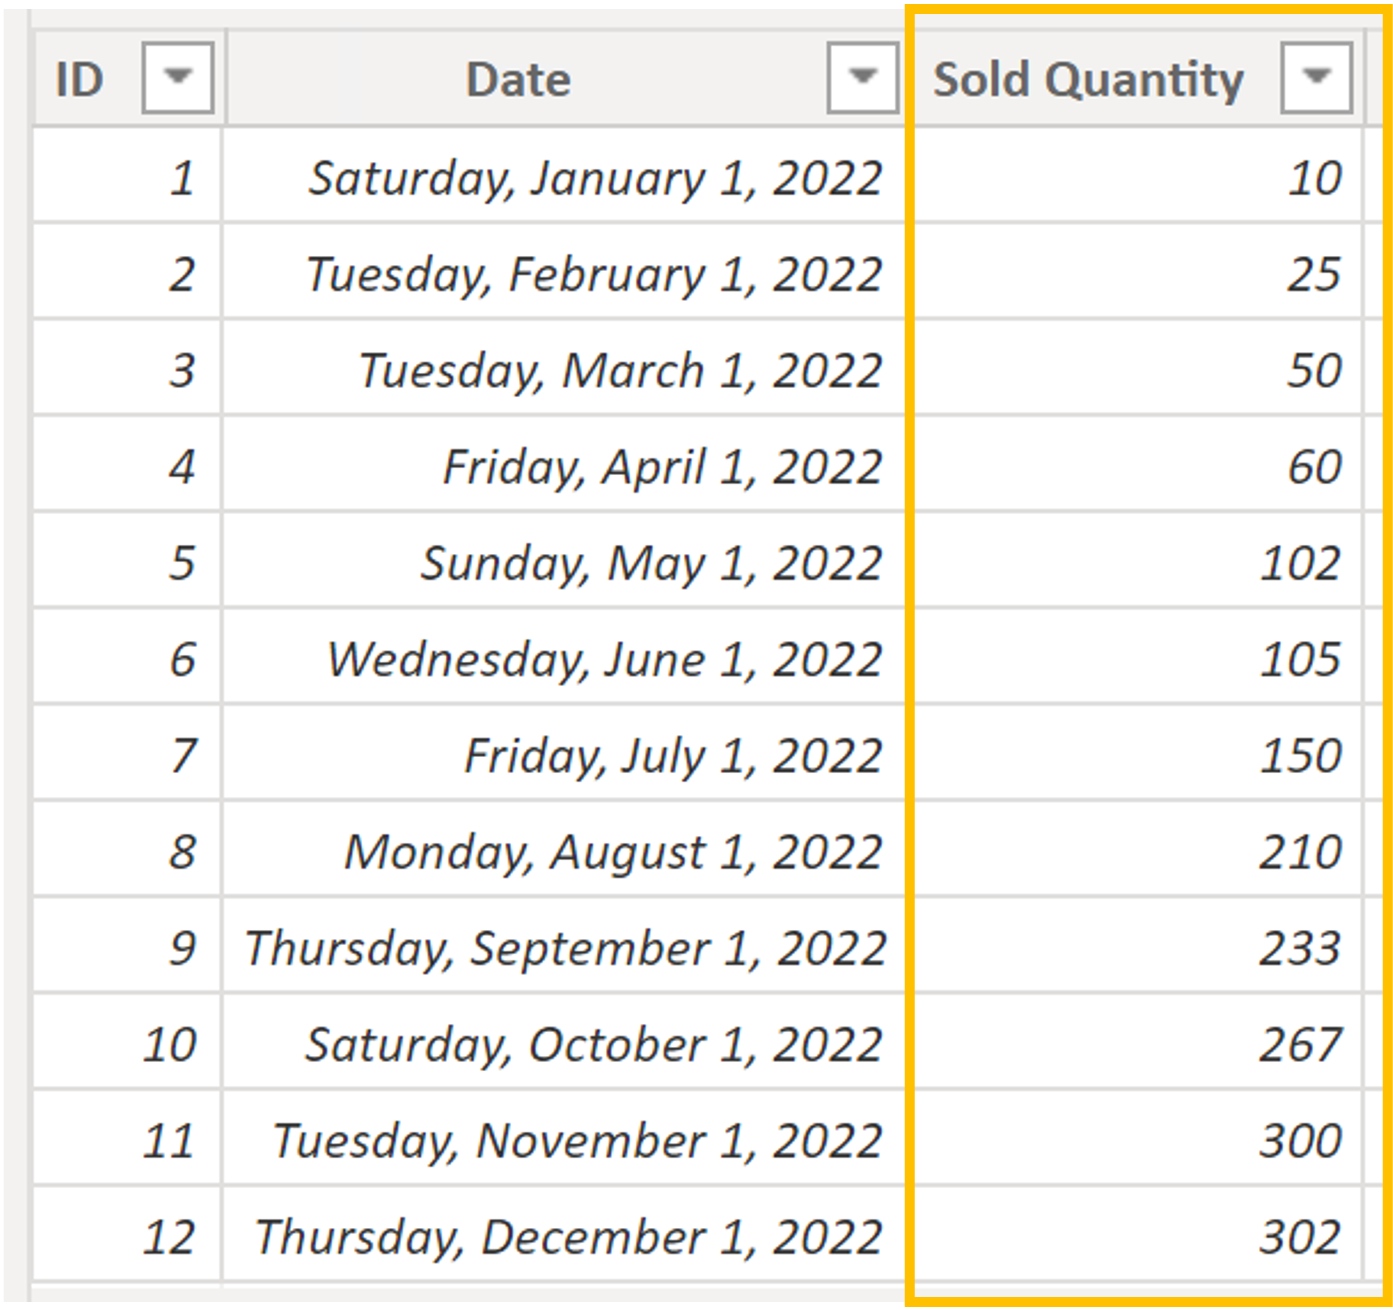 ID Date Sold Quantity
1 Saturday, January 1, 2022 10
2 Tuesday, February 1, 2022 25
3 Tuesday, March 1, 2022 50
4 Friday, April 1, 2022 60
5 Sunday, May 1, 2022 102
6 Wednesday, June 1, 2022 105
7 Friday, July 1, 2022 150
8 Monday, August 1, 2022 210
9 Thursday, September 1, 2022 233
10 Saturday, October 1, 2022 267
11 Tuesday, November 1, 2022 300
12 Thursday, December 1, 2022 302